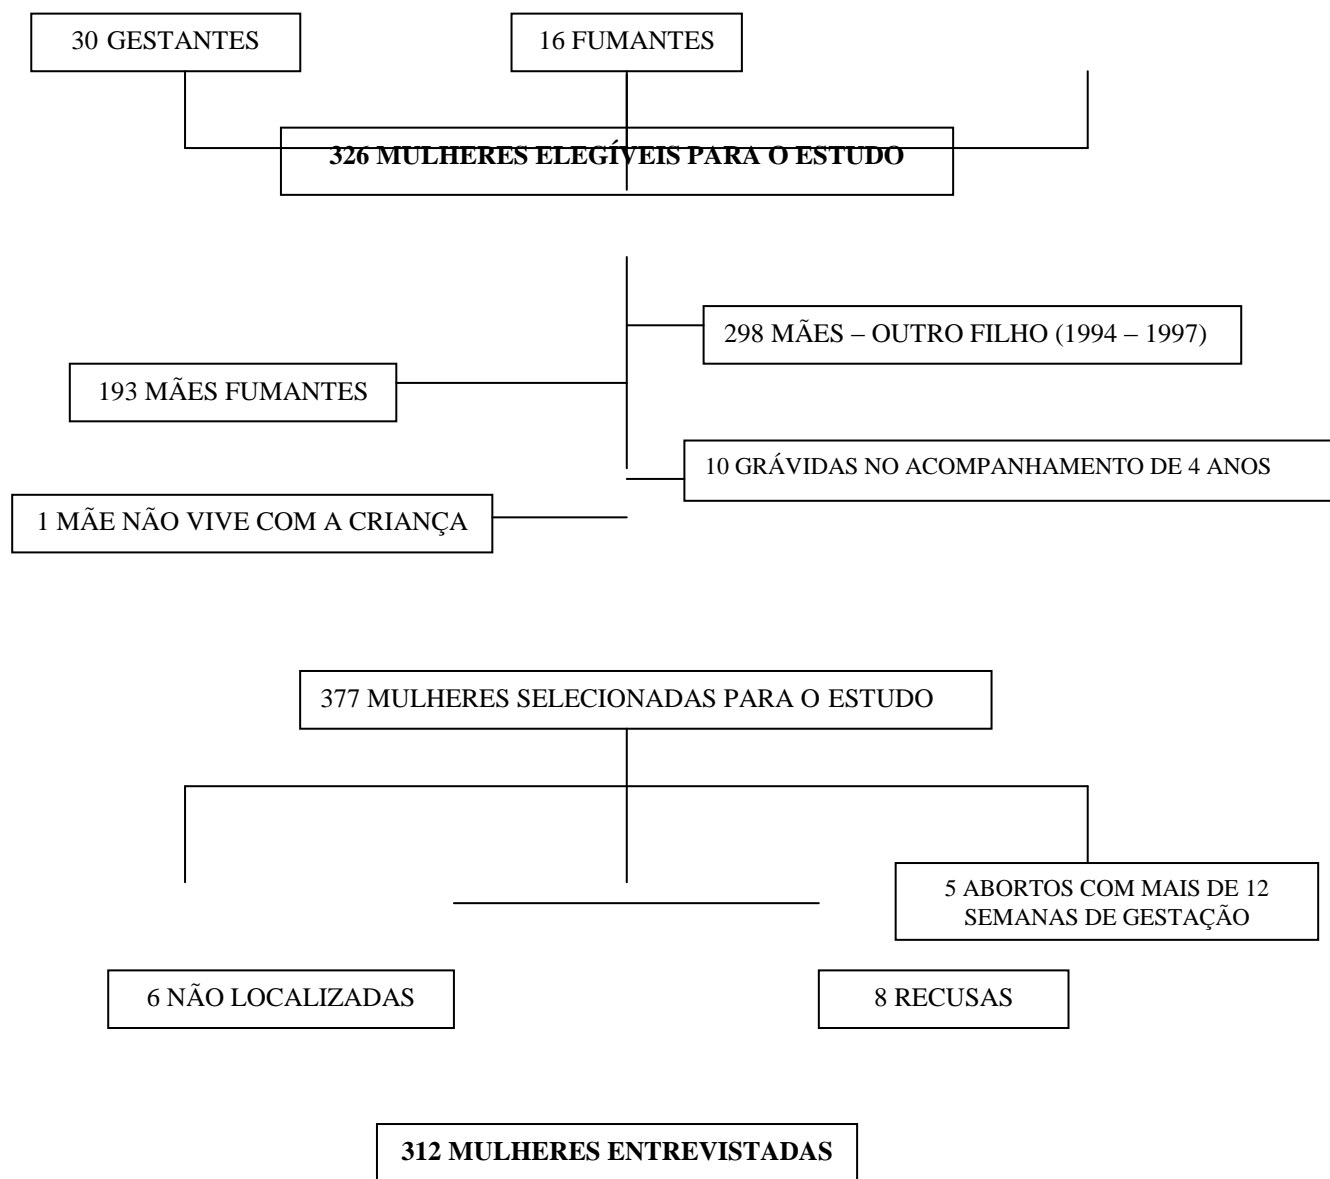 30 GESTANTES
16 FUMANTES
326 MULHERES ELEGÍVEIS PARA O ESTUDO
298 MÃES – OUTRO FILHO (1994 – 1997)
193 MÃES FUMANTES
10 GRÁVIDAS NO ACOMPANHAMENTO DE 4 ANOS
1 MÃE NÃO VIVE COM A CRIANÇA
377 MULHERES SELECIONADAS PARA O ESTUDO
5 ABORTOS COM MAIS DE 12
SEMANAS DE GESTAÇÃO
6 NÃO LOCALIZADAS
8 RECUSAS
312 MULHERES ENTREVISTADAS